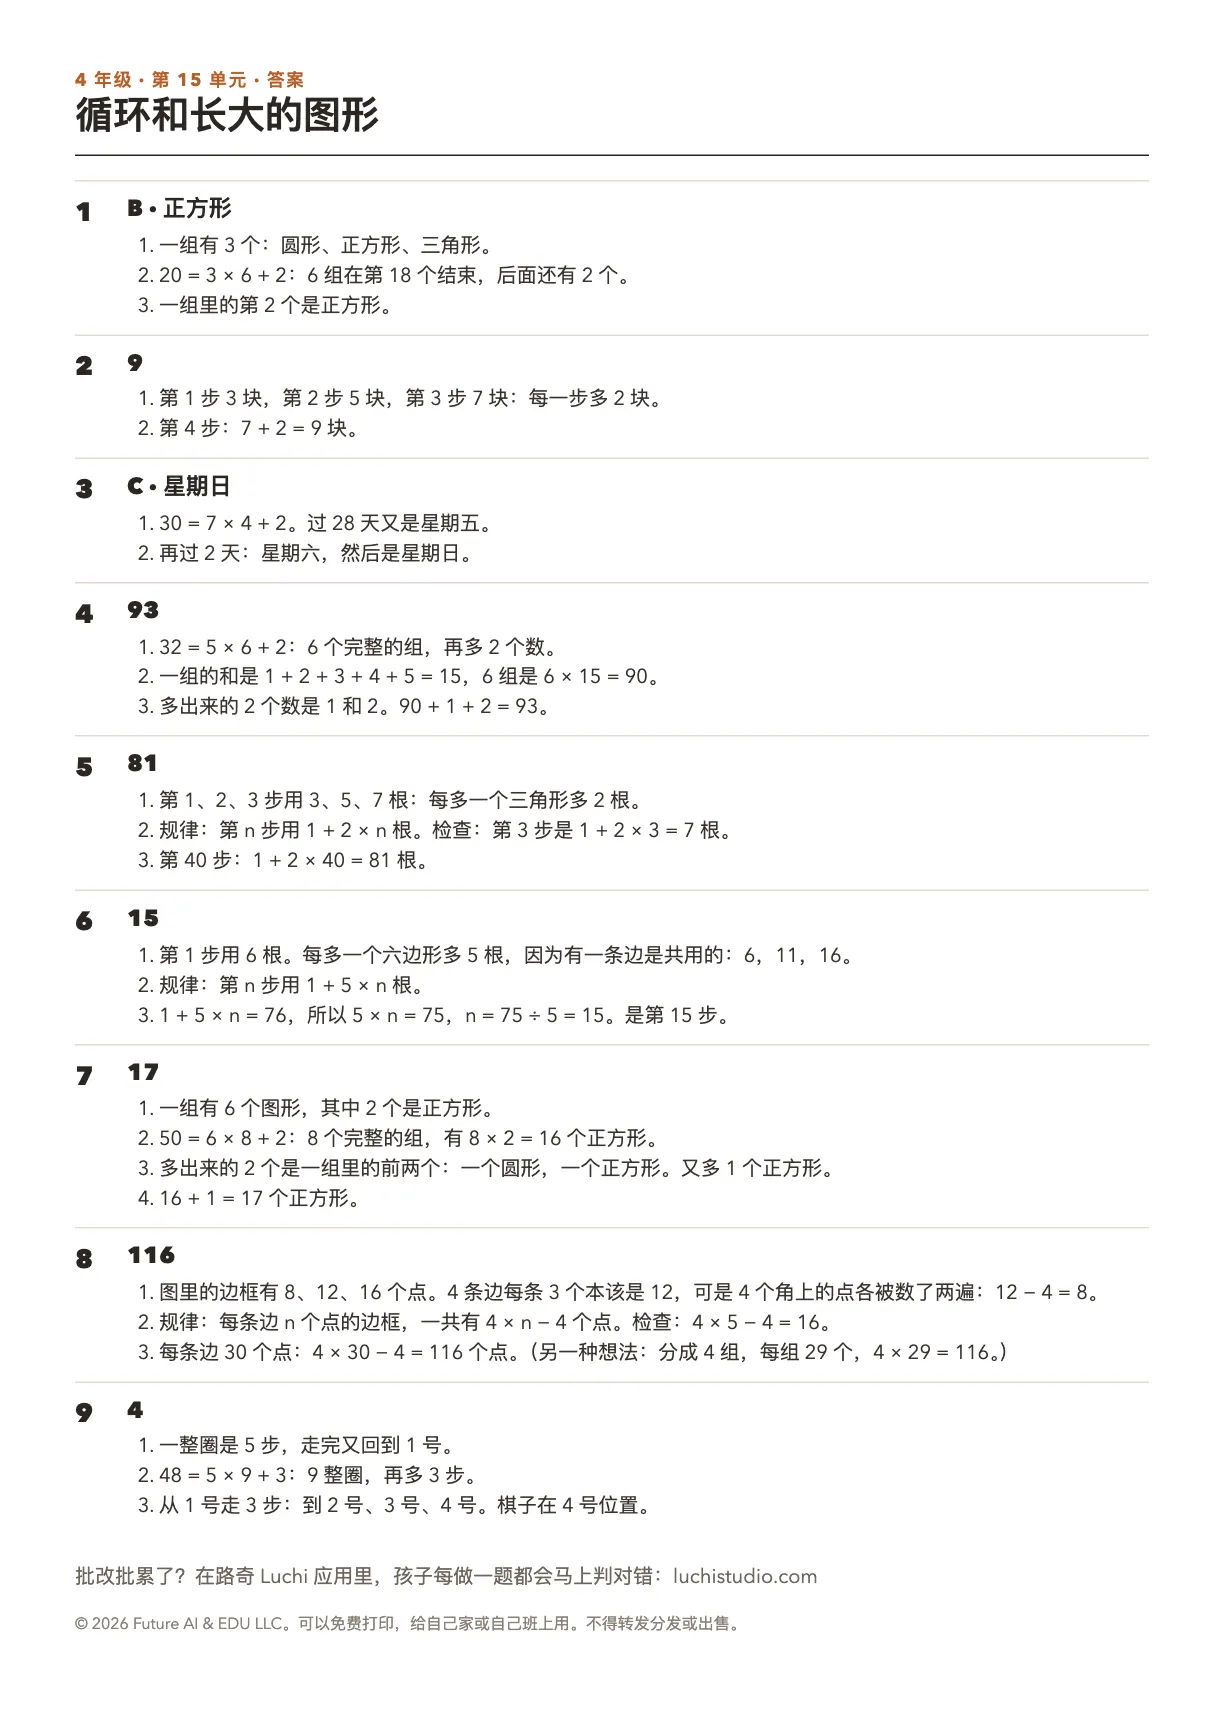 4 年级 · 第 15 单元 · 答案
循环和长大的图形
1 B · 正方形
1. 一组有 3 个：圆形、正方形、三角形。
2. 20 = 3 × 6 + 2：6 组在第 18 个结束，后面还有 2 个。
3. 一组里的第 2 个是正方形。
2 9
1. 第 1 步 3 块，第 2 步 5 块，第 3 步 7 块：每一步多 2 块。
2. 第 4 步：7 + 2 = 9 块。
3 C · 星期日
1. 30 = 7 × 4 + 2。过 28 天又是星期五。
2. 再过 2 天：星期六，然后是星期日。
4 93
1. 32 = 5 × 6 + 2：6 个完整的组，再多 2 个数。
2. 一组的和是 1 + 2 + 3 + 4 + 5 = 15，6 组是 6 × 15 = 90。
3. 多出来的 2 个数是 1 和 2。90 + 1 + 2 = 93。
5 81
1. 第 1、2、3 步用 3、5、7 根：每多一个三角形多 2 根。
2. 规律：第 n 步用 1 + 2 × n 根。检查：第 3 步是 1 + 2 × 3 = 7 根。
3. 第 40 步：1 + 2 × 40 = 81 根。
6 15
1. 第 1 步用 6 根。每多一个六边形多 5 根，因为有一条边是共用的：6，11，16。
2. 规律：第 n 步用 1 + 5 × n 根。
3. 1 + 5 × n = 76，所以 5 × n = 75，n = 75 ÷ 5 = 15。是第 15 步。
7 17
1. 一组有 6 个图形，其中 2 个是正方形。
2. 50 = 6 × 8 + 2：8 个完整的组，有 8 × 2 = 16 个正方形。
3. 多出来的 2 个是一组里的前两个：一个圆形，一个正方形。又多 1 个正方形。
4. 16 + 1 = 17 个正方形。
8 116
1. 图里的边框有 8、12、16 个点。4 条边每条 3 个本该是 12，可是 4 个角上的点各被数了两遍：12 − 4 = 8。
2. 规律：每条边 n 个点的边框，一共有 4 × n − 4 个点。检查：4 × 5 − 4 = 16。
3. 每条边 30 个点：4 × 30 − 4 = 116 个点。（另一种想法：分成 4 组，每组 29 个，4 × 29 = 116。）
9 4
1. 一整圈是 5 步，走完又回到 1 号。
2. 48 = 5 × 9 + 3：9 整圈，再多 3 步。
3. 从 1 号走 3 步：到 2 号、3 号、4 号。棋子在 4 号位置。
批改批累了？在路奇 Luchi 应用里，孩子每做一题都会马上判对错：luchistudio.com
© 2026 Future AI & EDU LLC。可以免费打印，给自己家或自己班上用。不得转发分发或出售。